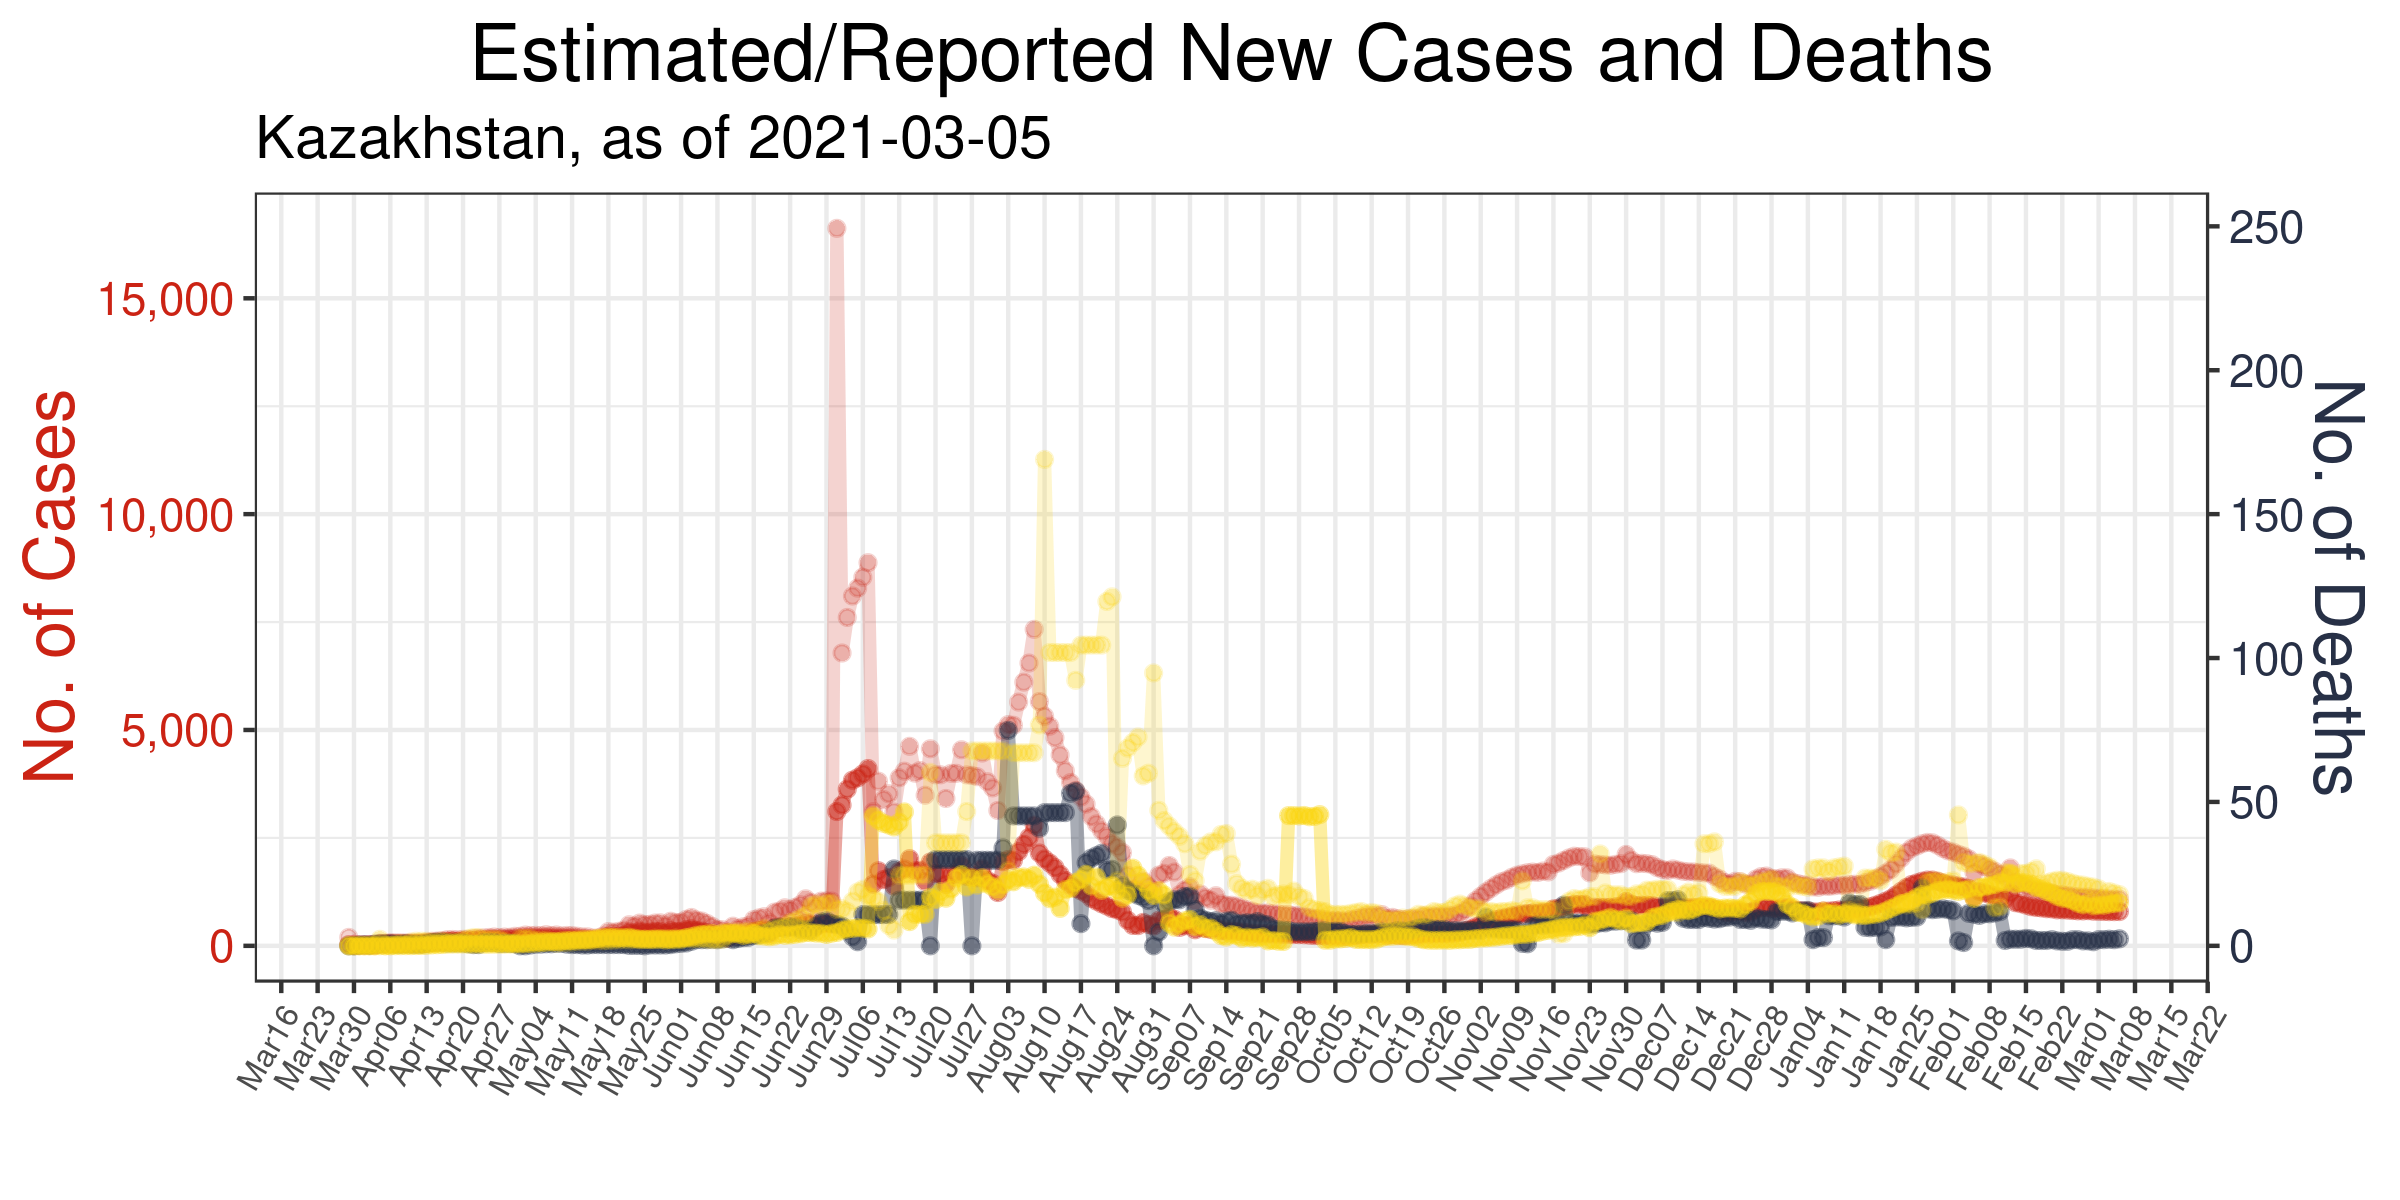 Estimated/Reported New Cases and Deaths
Kazakhstan, as of 2021-03-05
No. of Cases
15,000
10,000
5,000
0
250
200
150
100
50
0
No. of Deaths
Mar16
Mar23
Mar30
Apr06
Apr13
Apr20
Apr27
May04
May11
May18
May25
Jun01
Jun08
Jun15
Jun22
Jun29
Jul06
Jul13
Jul20
Jul27
Aug03
Aug10
Aug17
Aug24
Aug31
Sep07
Sep14
Sep21
Sep28
Oct05
Oct12
Oct19
Oct26
Nov02
Nov09
Nov16
Nov23
Nov30
Dec07
Dec14
Dec21
Dec28
Jan04
Jan11
Jan18
Jan25
Feb01
Feb08
Feb15
Feb22
Mar01
Mar08
Mar15
Mar22